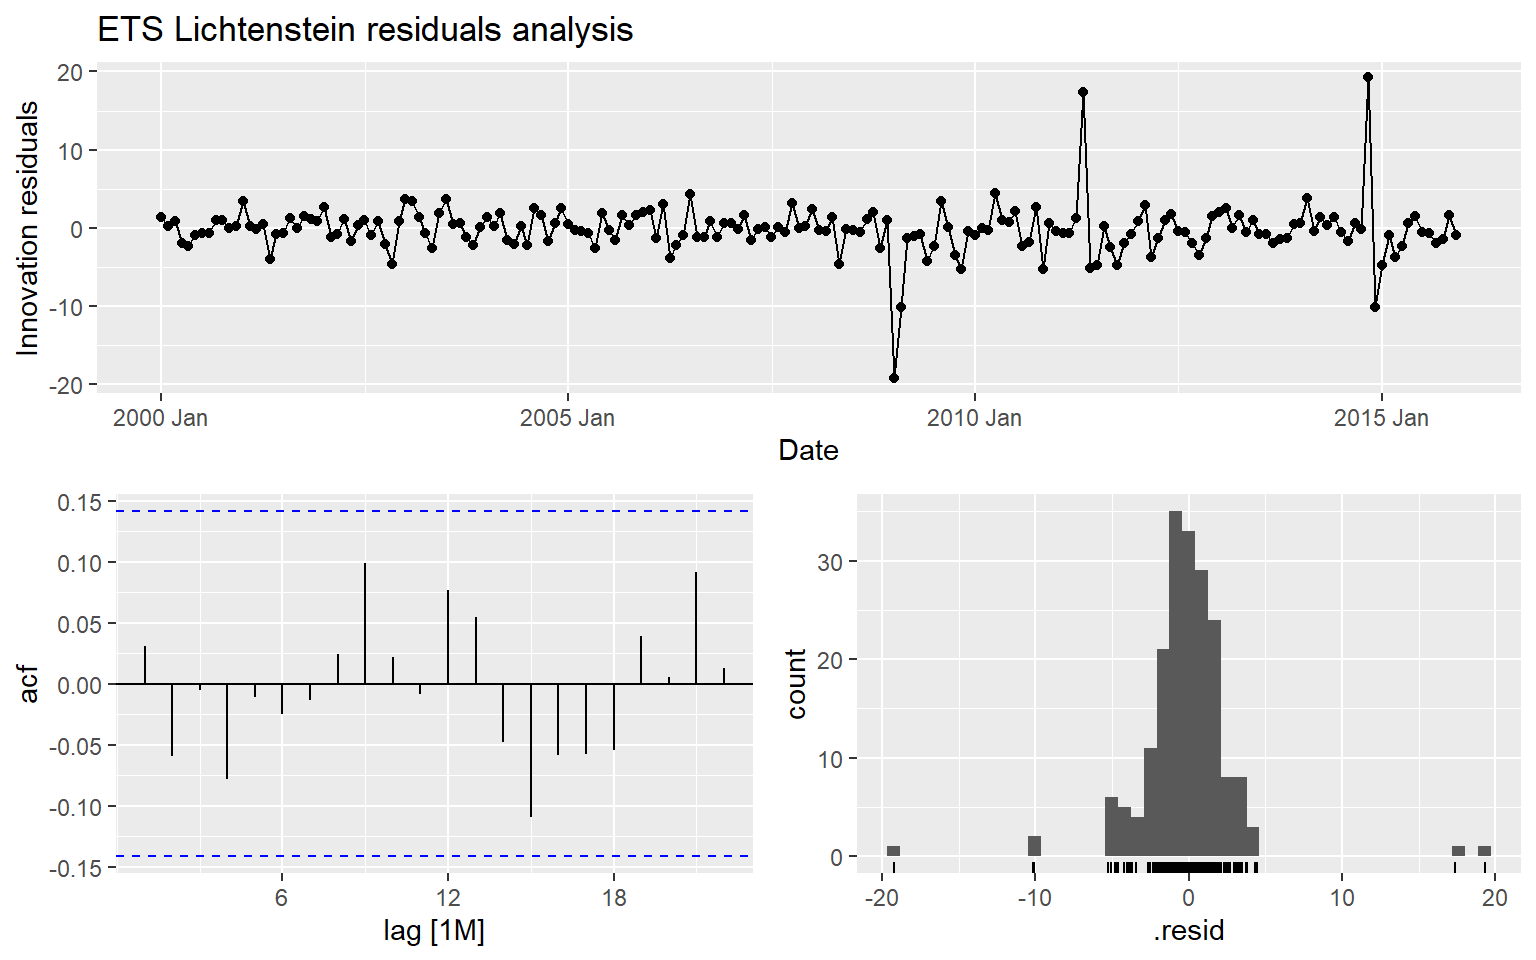 ETS Lichtenstein residuals analysis
20
10
0
-10
-20
Innovation residuals
2000 Jan
2005 Jan
2010 Jan
2015 Jan
Date
0.15
0.10
0.05
0.00
-0.05
-0.10
-0.15
acf
6
12
18
lag [1M]
30
20
10
0
count
-20
-10
0
10
20
.resid